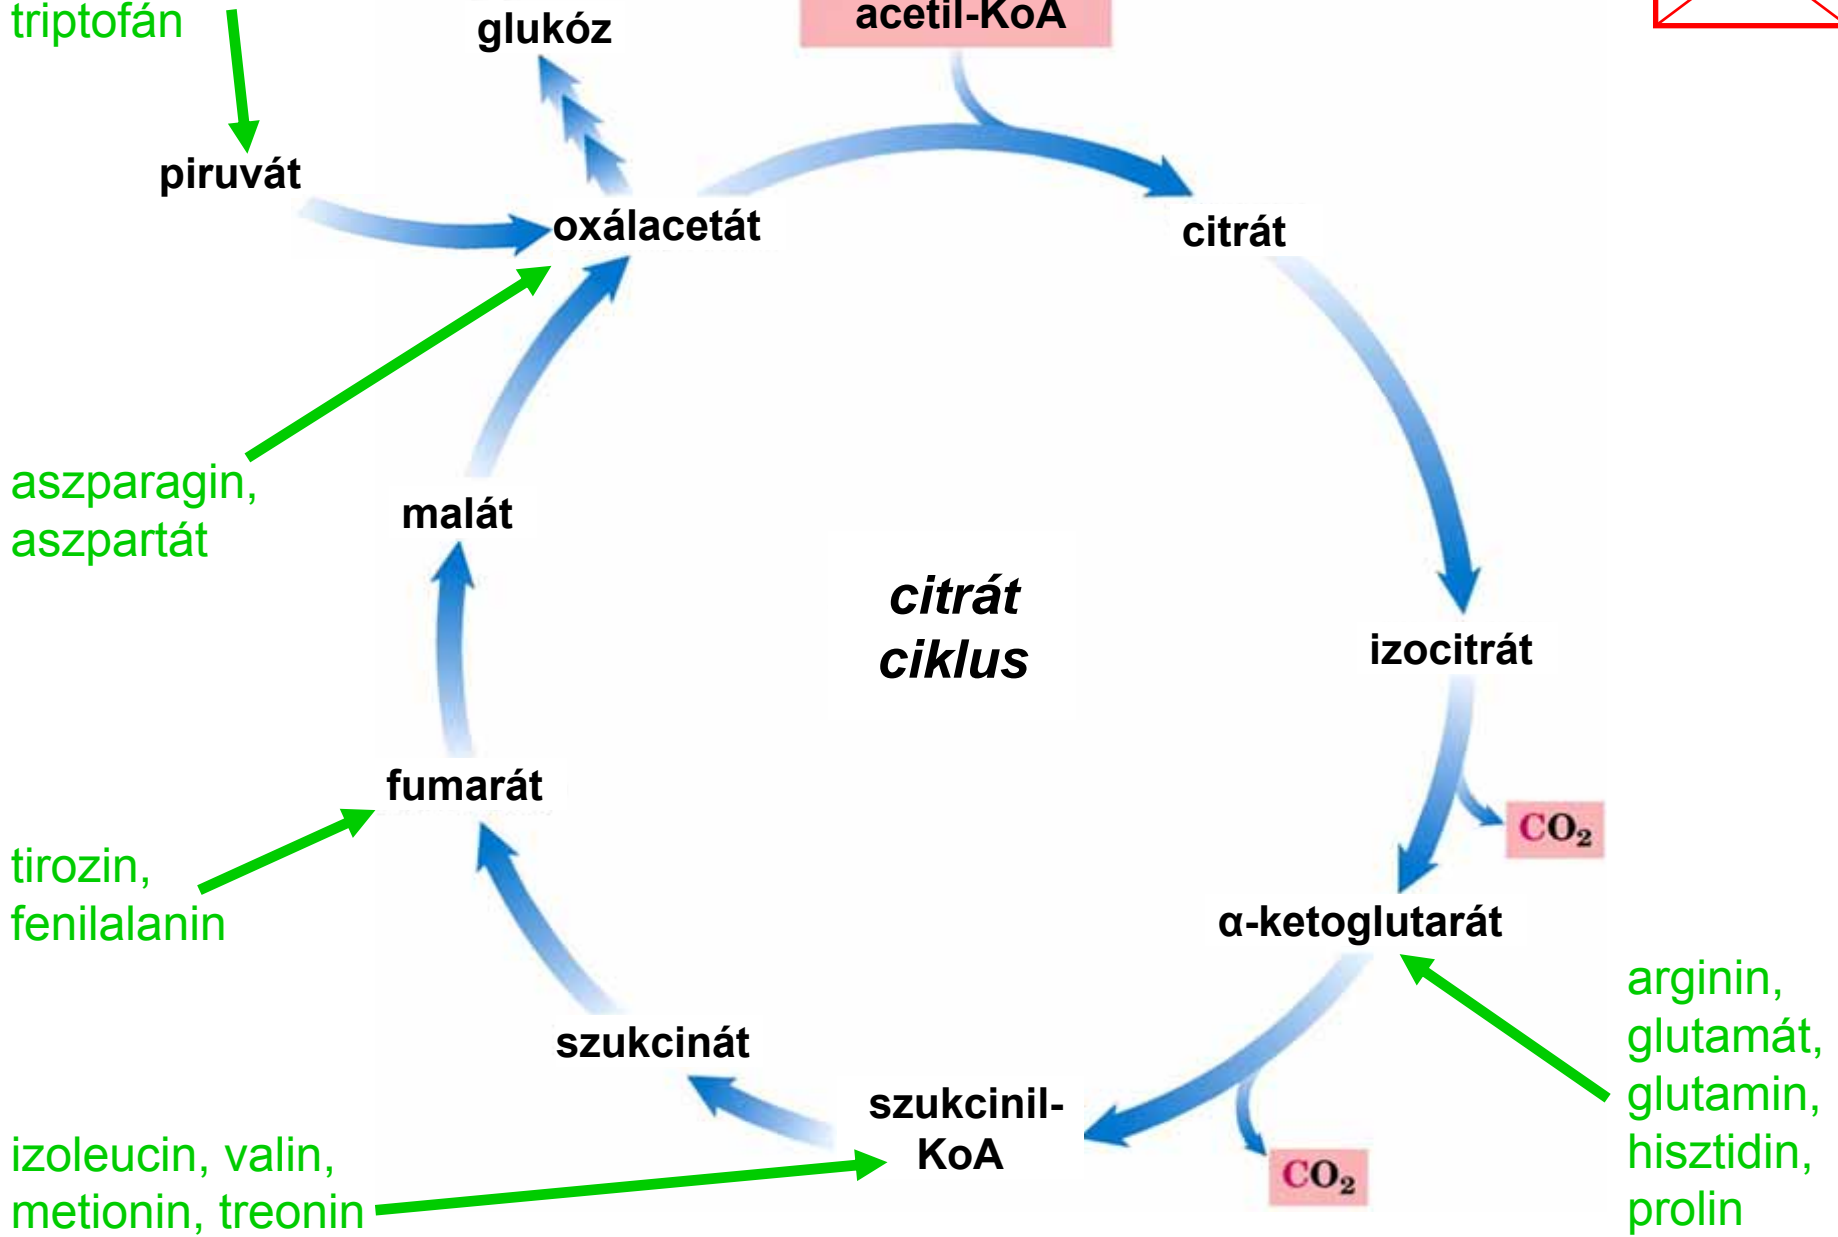 triptofán
glukóz
acetil-KoA
piruvát
oxálacetát
citrát
aszparagin,
aszpartát
malát
citrát
ciklus
izocitrát
fumarát
CO₂
tirozin,
fenilalanin
α-ketoglutarát
arginin,
glutamát,
glutamin,
hisztidin,
prolin
szukcinát
szukcinil-
KoA
CO₂
izoleucin, valin,
metionin, treonin